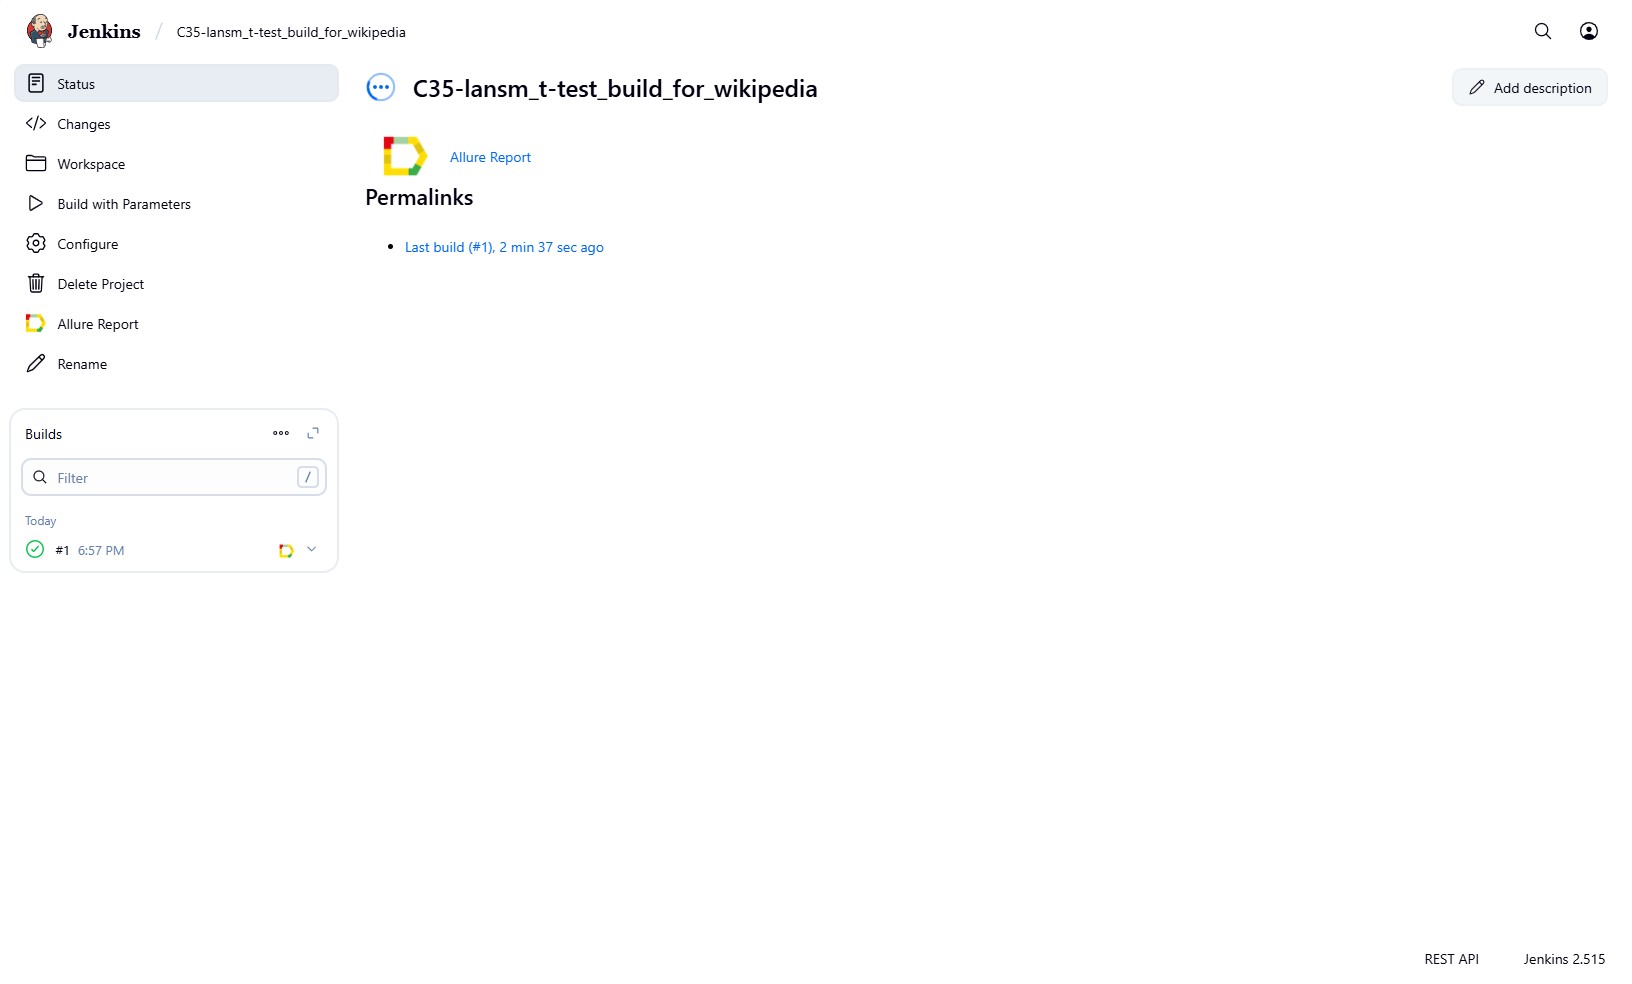 Jenkins / C35-lansm_t-test_build_for_wikipedia
Status
Changes
Workspace
Build with Parameters
Configure
Delete Project
Allure Report
Rename
Builds
Filter /
Today
#1 6:57 PM
C35-lansm_t-test_build_for_wikipedia
Add description
Allure Report
Permalinks
• Last build (#1), 2 min 37 sec ago
REST API
Jenkins 2.515